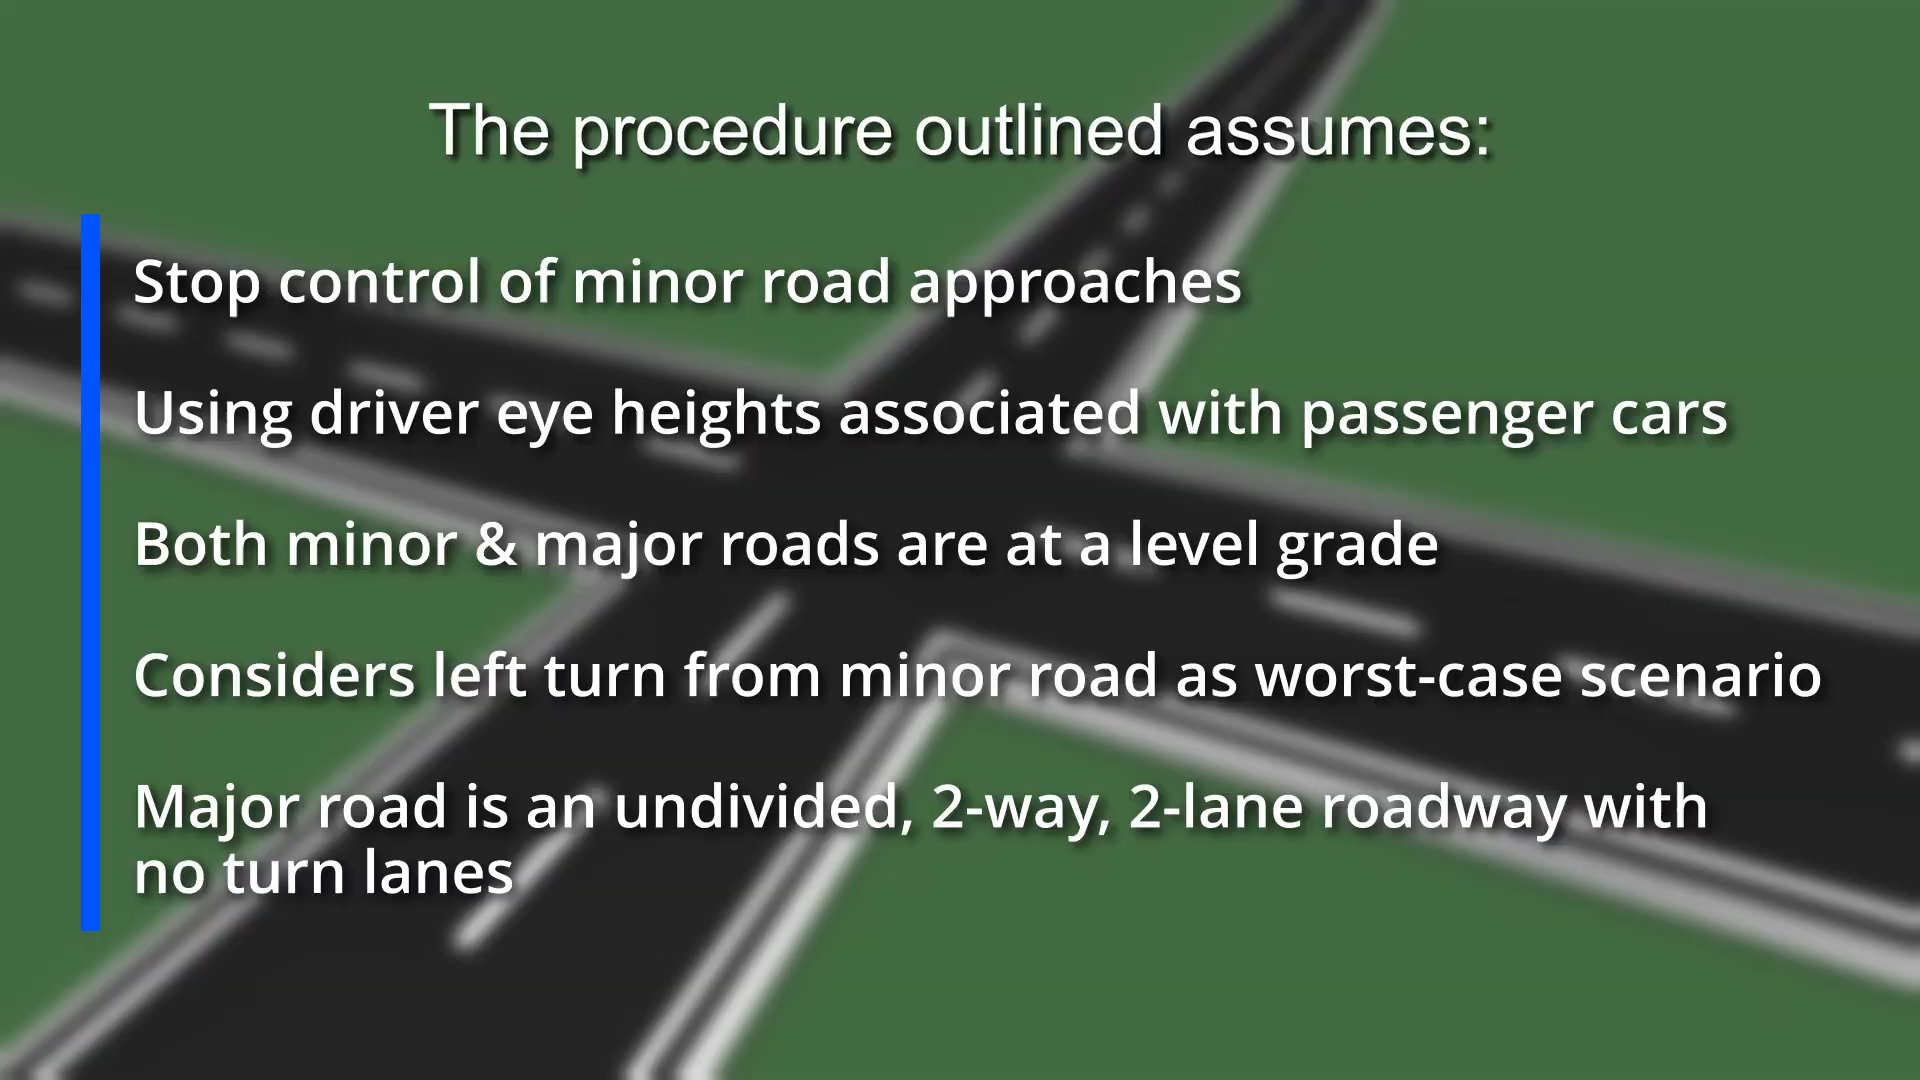 The procedure outlined assumes:
Stop control of minor road approaches
Using driver eye heights associated with passenger cars
Both minor & major roads are at a level grade
Considers left turn from minor road as worst-case scenario
Major road is an undivided, 2-way, 2-lane roadway with
no turn lanes